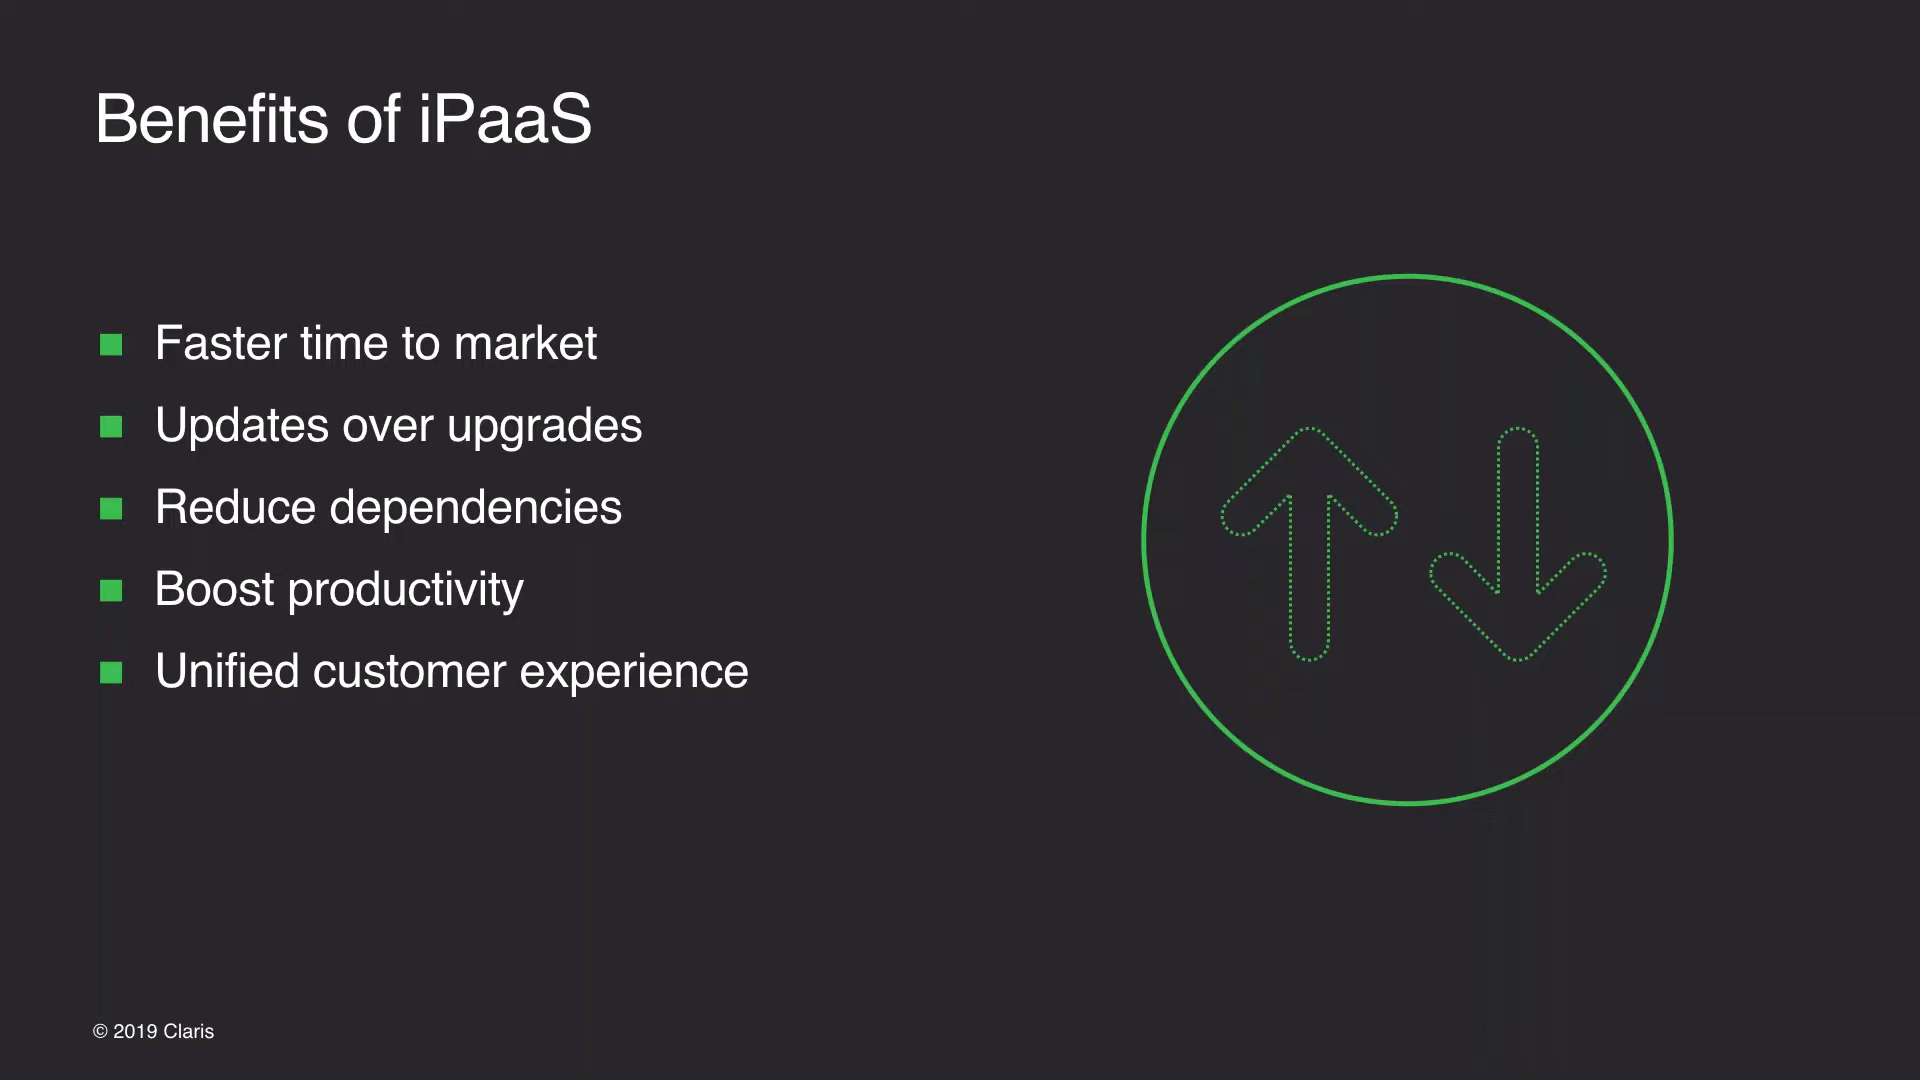 Benefits of iPaaS
Faster time to market
Updates over upgrades
Reduce dependencies
Boost productivity
Unified customer experience
© 2019 Claris